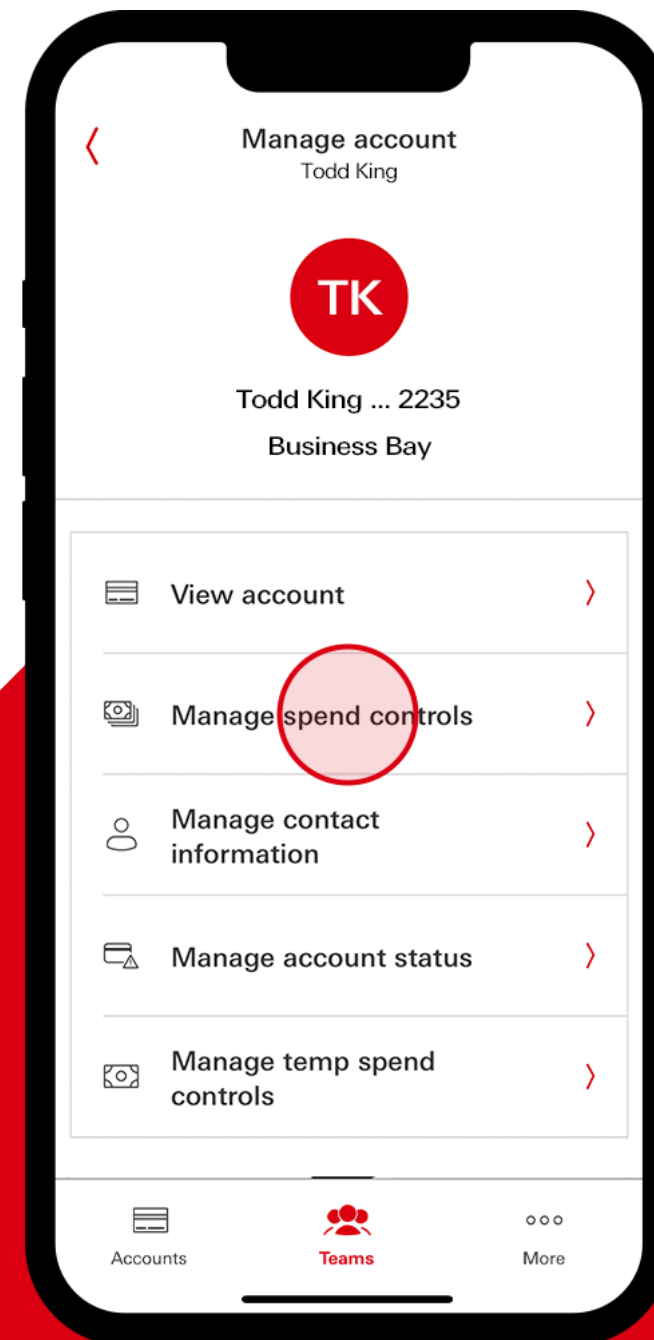 Manage account
Todd King
TK
Todd King ... 2235
Business Bay
View account
Manage spend controls
Manage contact
information
Manage account status
Manage temp spend
controls
Accounts
Teams
More